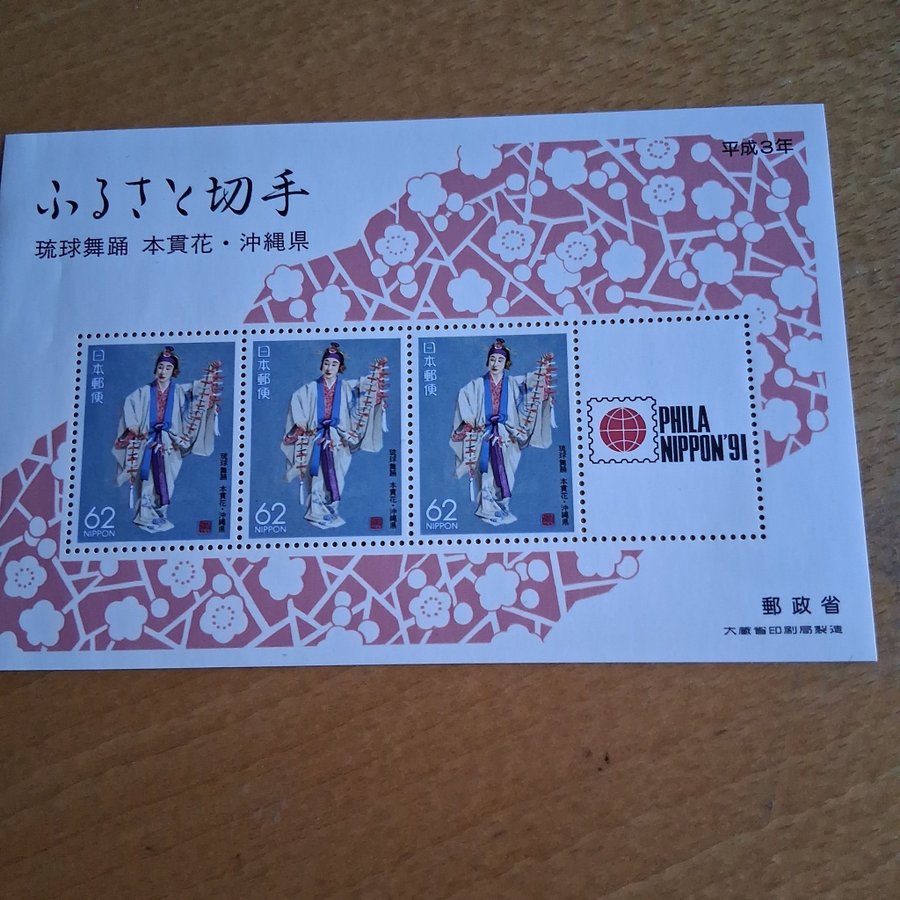 平成3年
ふるさと切手
琉球舞踊 本貫花・沖縄県
日本郵便
琉球舞踊 本貫花・沖縄県
62
NIPPON
日本郵便
琉球舞踊 本貫花・沖縄県
62
NIPPON
日本郵便
琉球舞踊 本貫花・沖縄県
62
NIPPON
PHILA
NIPPON'91
郵政省
大蔵省印刷局製造